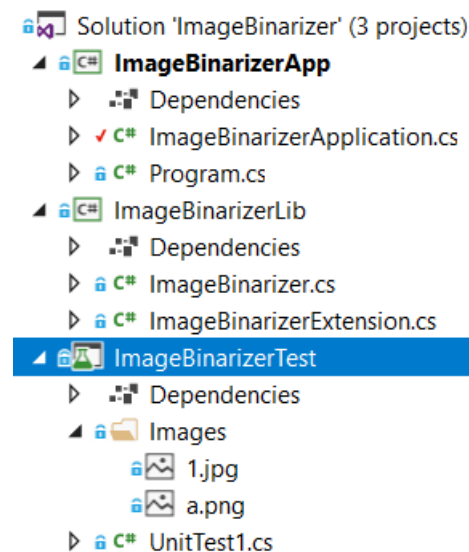 Solution 'ImageBinarizer' (3 projects)
C# ImageBinarizerApp
Dependencies
C# ImageBinarizerApplication.cs
C# Program.cs
C# ImageBinarizerLib
Dependencies
C# ImageBinarizer.cs
C# ImageBinarizerExtension.cs
ImageBinarizerTest
Dependencies
Images
1.jpg
a.png
C# UnitTest1.cs